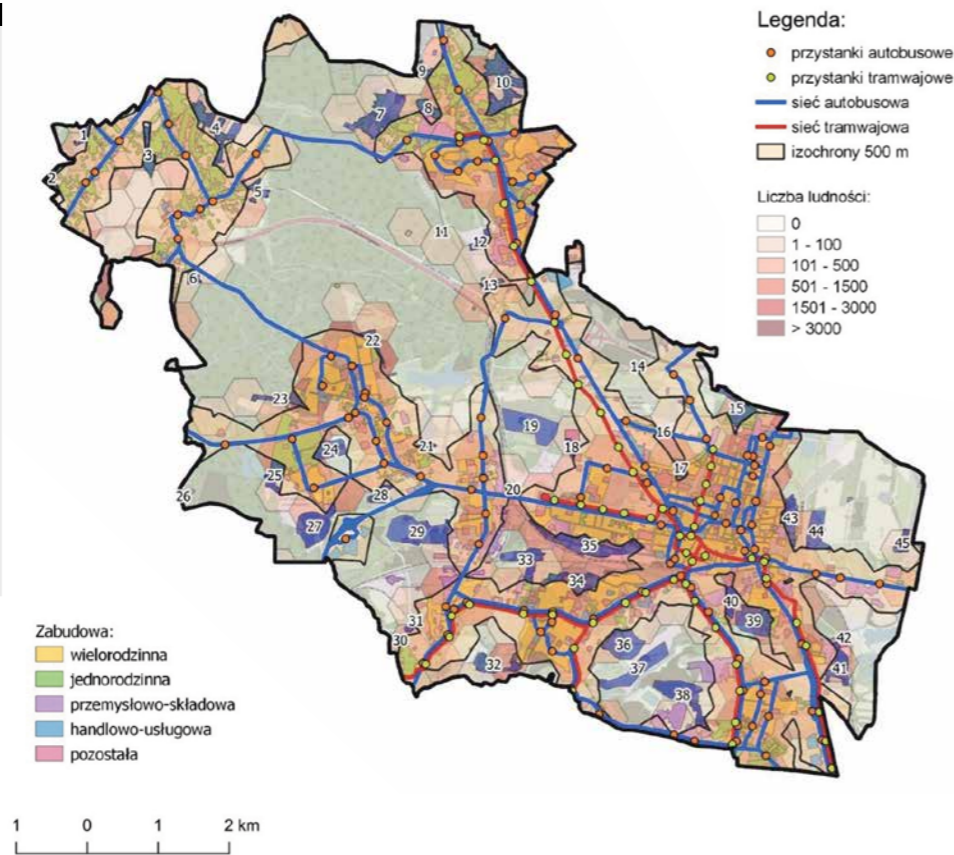 Legenda:
przystanki autobusowe
przystanki tramwajowe
sieć autobusowa
sieć tramwajowa
izochrony 500 m
Liczba ludności:
0
1 - 100
101 - 500
501 - 1500
1501 - 3000
> 3000
9
10
8
7
1
4
3
2
5
11
12
6
13
22
14
23
15
19
18
16
21
24
17
25
20
26
28
27
29
43
44
45
35
33
34
40
39
31
30
36
42
32
37
41
38
Zabudowa:
wielorodzinna
jednorodzinna
przemysłowo-składowa
handlowo-usługowa
pozostała
1 0 1 2 km